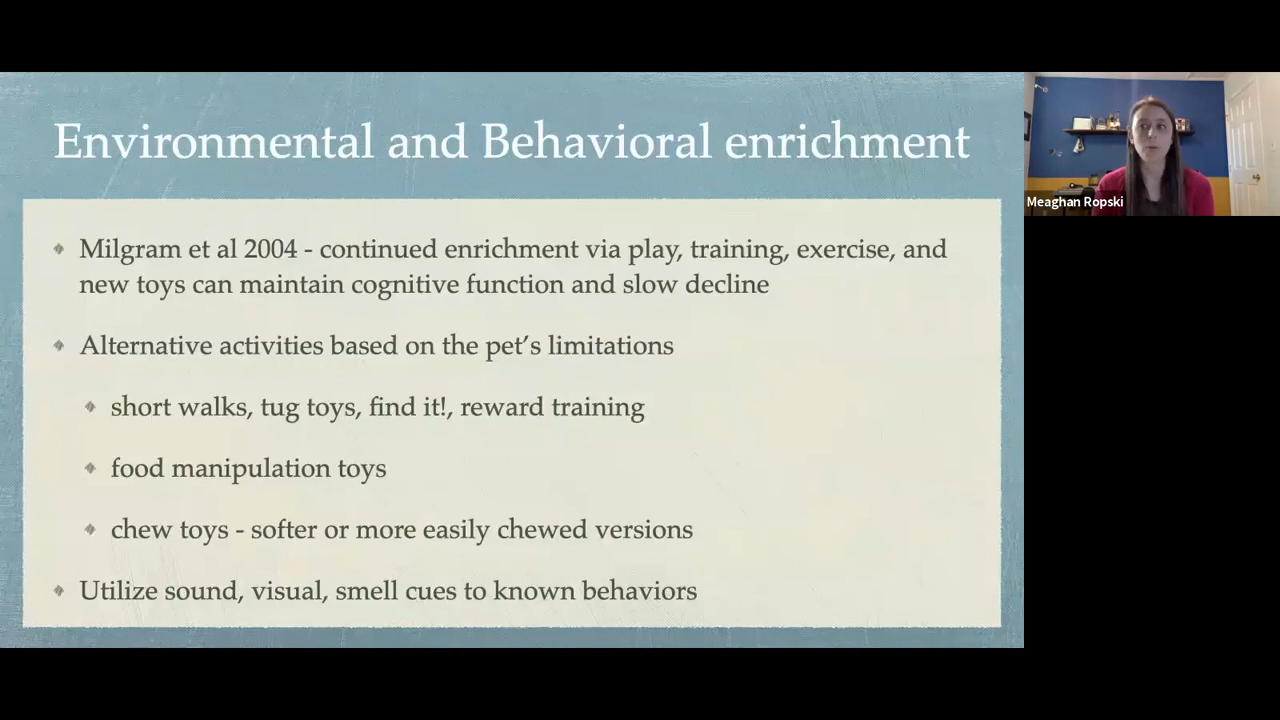 Environmental and Behavioral enrichment
Milgram et al 2004 - continued enrichment via play, training, exercise, and
new toys can maintain cognitive function and slow decline
Alternative activities based on the pet’s limitations
short walks, tug toys, find it!, reward training
food manipulation toys
chew toys - softer or more easily chewed versions
Utilize sound, visual, smell cues to known behaviors
Meaghan Ropski